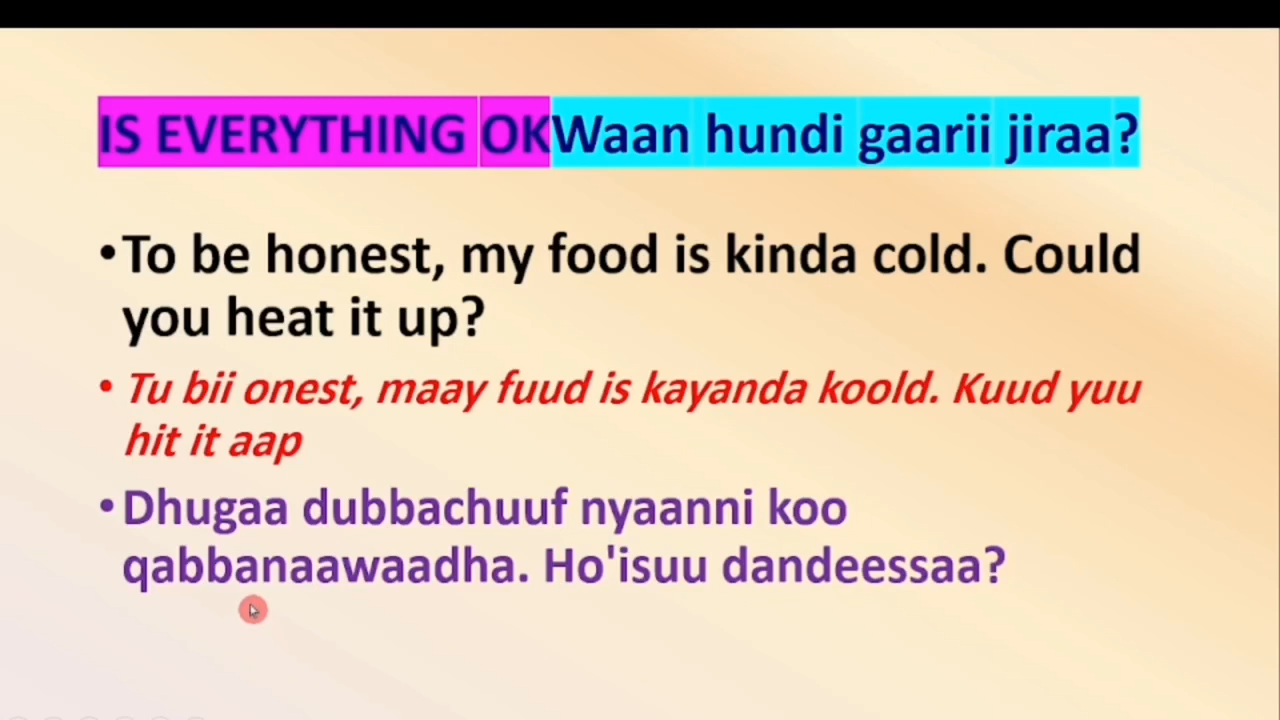 IS EVERYTHING OK Waan hundi gaarii jiraa?
•To be honest, my food is kinda cold. Could
you heat it up?
• Tu bii onest, maay fuud is kayanda koold. Kuud yuu
hit it aap
•Dhugaa dubbachuuf nyaanni koo
qabbanaawaadha. Ho'isuu dandeessaa?